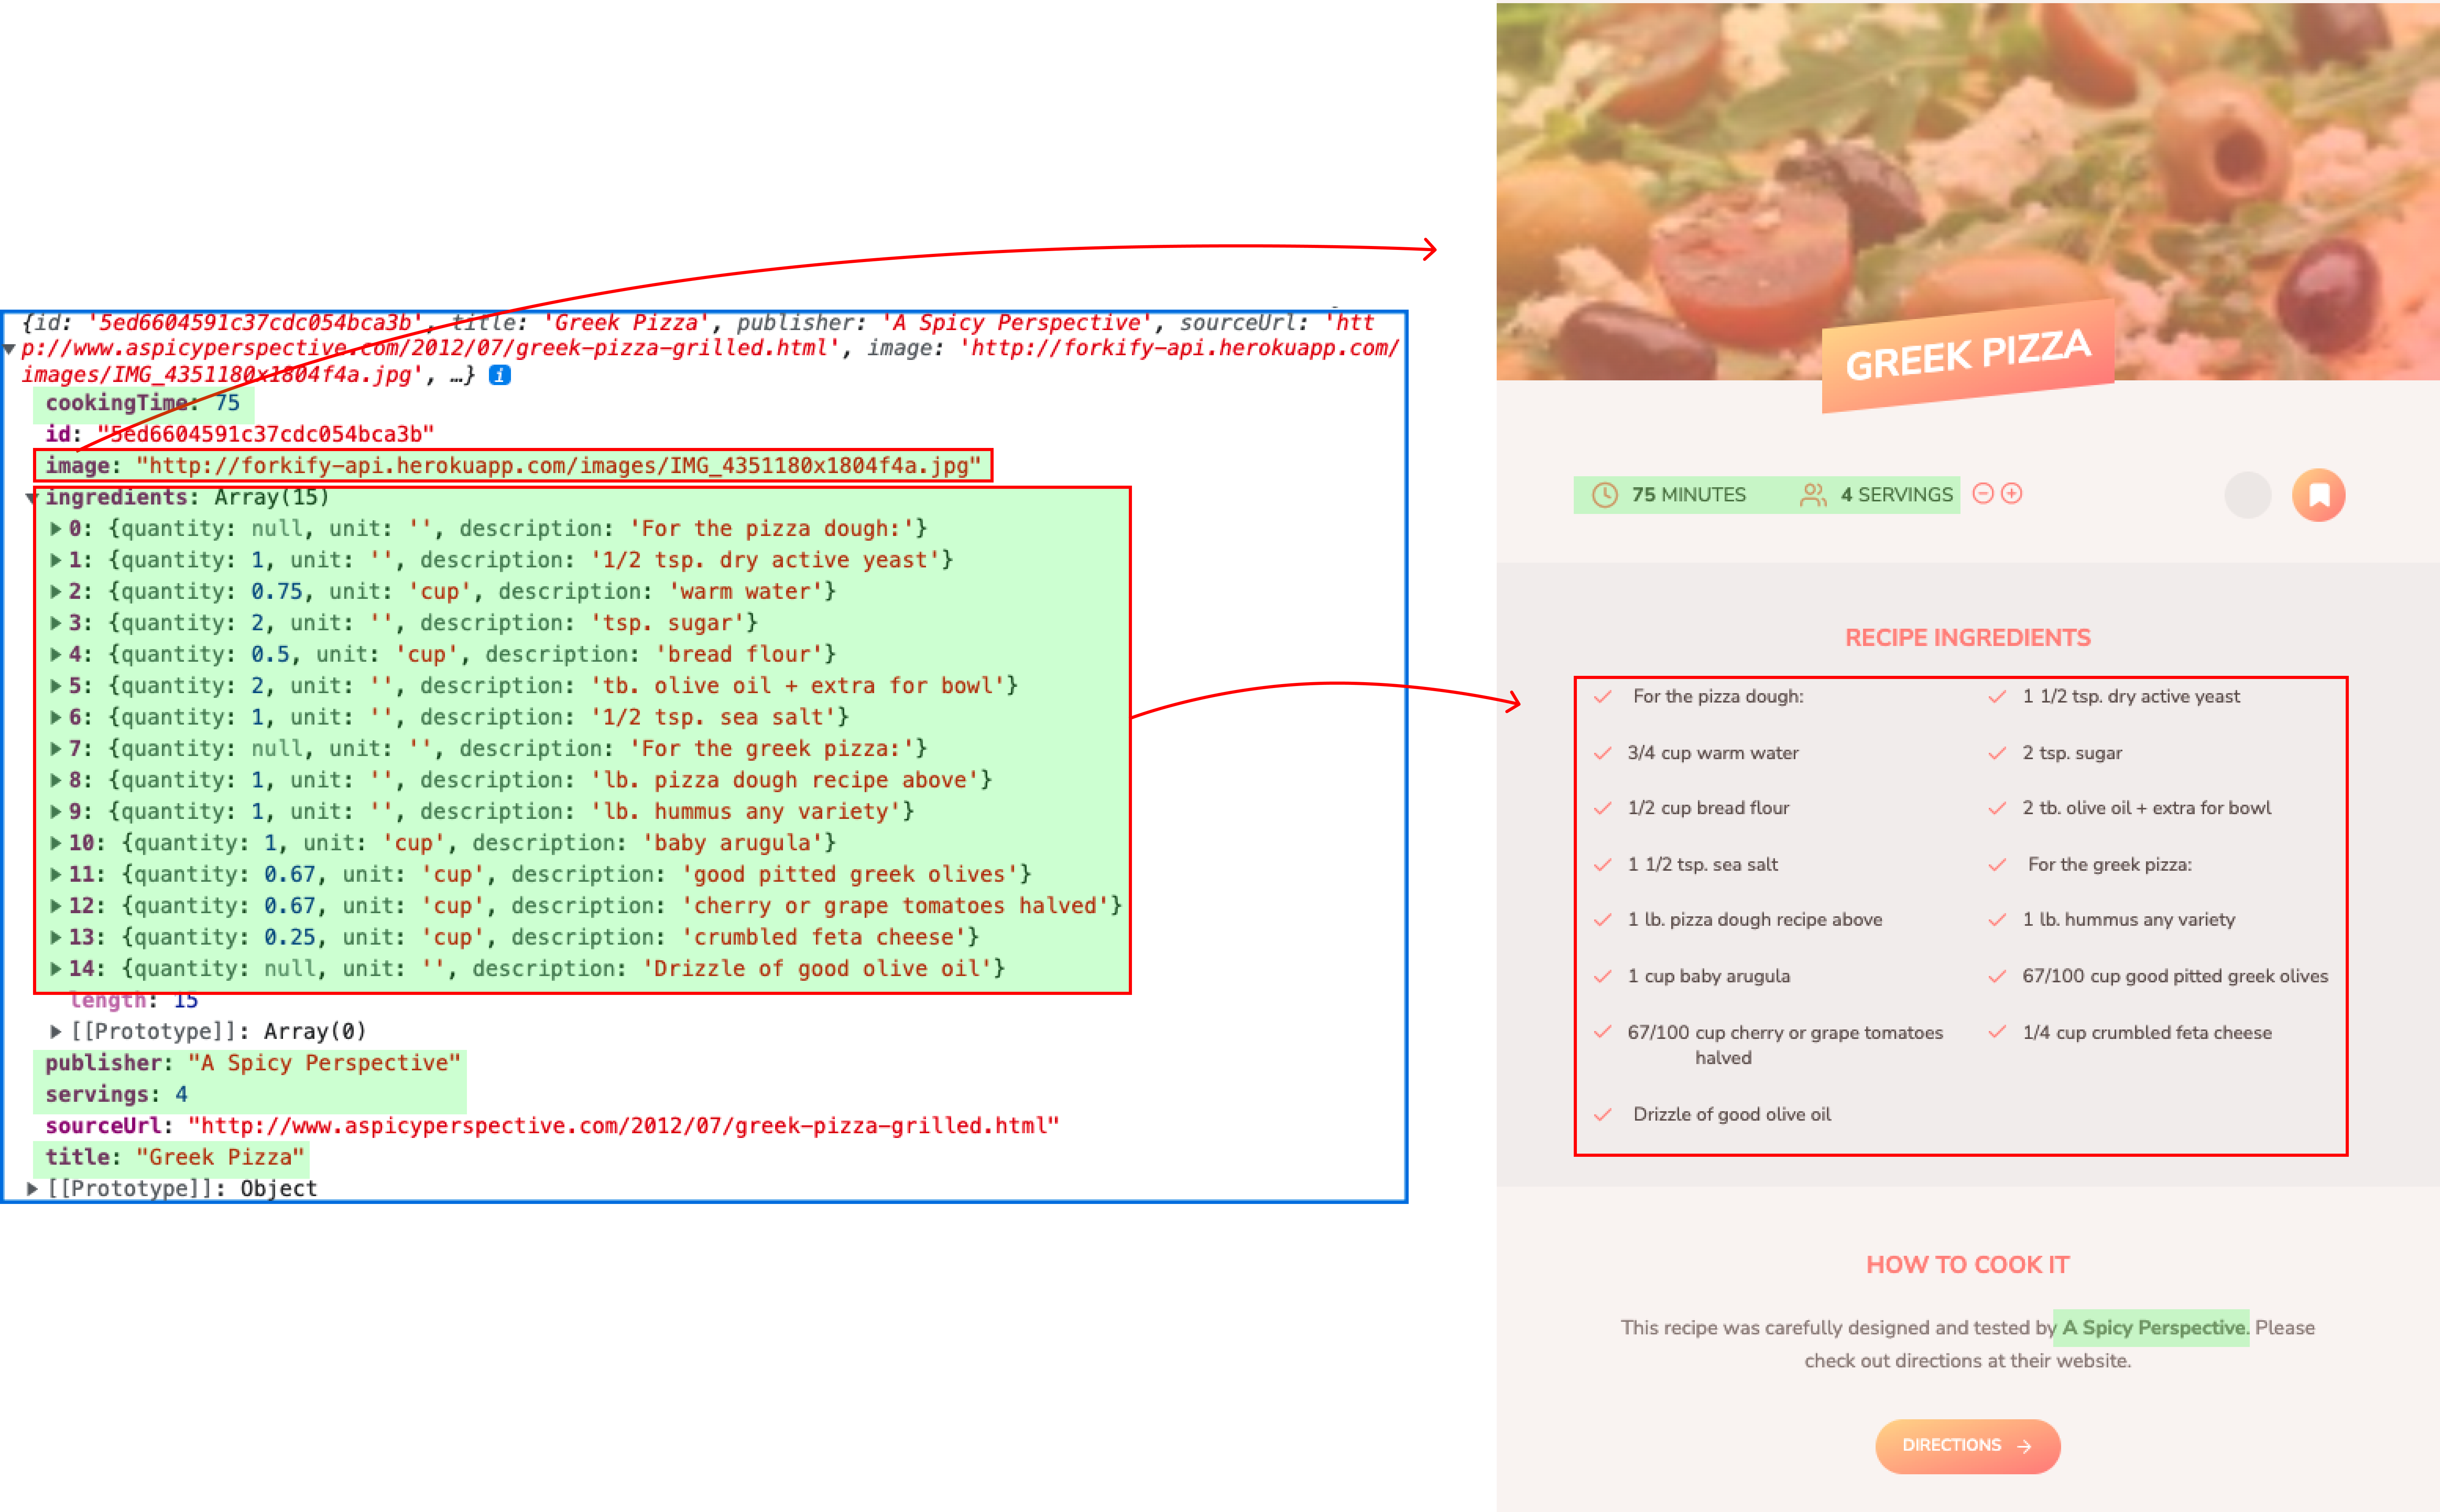 {id: '5ed6604591c37cdc054bca3b', title: 'Greek Pizza', publisher: 'A Spicy Perspective', sourceUrl: 'htt
p://www.aspicyperspective.com/2012/07/greek-pizza-grilled.html', image: 'http://forkify-api.herokuapp.com/
images/IMG_4351180x1804f4a.jpg', …} i
cookingTime: 75
id: "5ed6604591c37cdc054bca3b"
image: "http://forkify-api.herokuapp.com/images/IMG_4351180x1804f4a.jpg"
ingredients: Array(15)
0: {quantity: null, unit: '', description: 'For the pizza dough:'}
1: {quantity: 1, unit: '', description: '1/2 tsp. dry active yeast'}
2: {quantity: 0.75, unit: 'cup', description: 'warm water'}
3: {quantity: 2, unit: '', description: 'tsp. sugar'}
4: {quantity: 0.5, unit: 'cup', description: 'bread flour'}
5: {quantity: 2, unit: '', description: 'tb. olive oil + extra for bowl'}
6: {quantity: 1, unit: '', description: '1/2 tsp. sea salt'}
7: {quantity: null, unit: '', description: 'For the greek pizza:'}
8: {quantity: 1, unit: '', description: 'lb. pizza dough recipe above'}
9: {quantity: 1, unit: '', description: 'lb. hummus any variety'}
10: {quantity: 1, unit: 'cup', description: 'baby arugula'}
11: {quantity: 0.67, unit: 'cup', description: 'good pitted greek olives'}
12: {quantity: 0.67, unit: 'cup', description: 'cherry or grape tomatoes halved'}
13: {quantity: 0.25, unit: 'cup', description: 'crumbled feta cheese'}
14: {quantity: null, unit: '', description: 'Drizzle of good olive oil'}
length: 15
[[Prototype]]: Array(0)
publisher: "A Spicy Perspective"
servings: 4
sourceUrl: "http://www.aspicyperspective.com/2012/07/greek-pizza-grilled.html"
title: "Greek Pizza"
[[Prototype]]: Object
GREEK PIZZA
75 MINUTES 4 SERVINGS
RECIPE INGREDIENTS
For the pizza dough:
1 1/2 tsp. dry active yeast
3/4 cup warm water
2 tsp. sugar
1/2 cup bread flour
2 tb. olive oil + extra for bowl
1 1/2 tsp. sea salt
For the greek pizza:
1 lb. pizza dough recipe above
1 lb. hummus any variety
1 cup baby arugula
67/100 cup good pitted greek olives
67/100 cup cherry or grape tomatoes
halved
1/4 cup crumbled feta cheese
Drizzle of good olive oil
HOW TO COOK IT
This recipe was carefully designed and tested by A Spicy Perspective. Please
check out directions at their website.
DIRECTIONS →